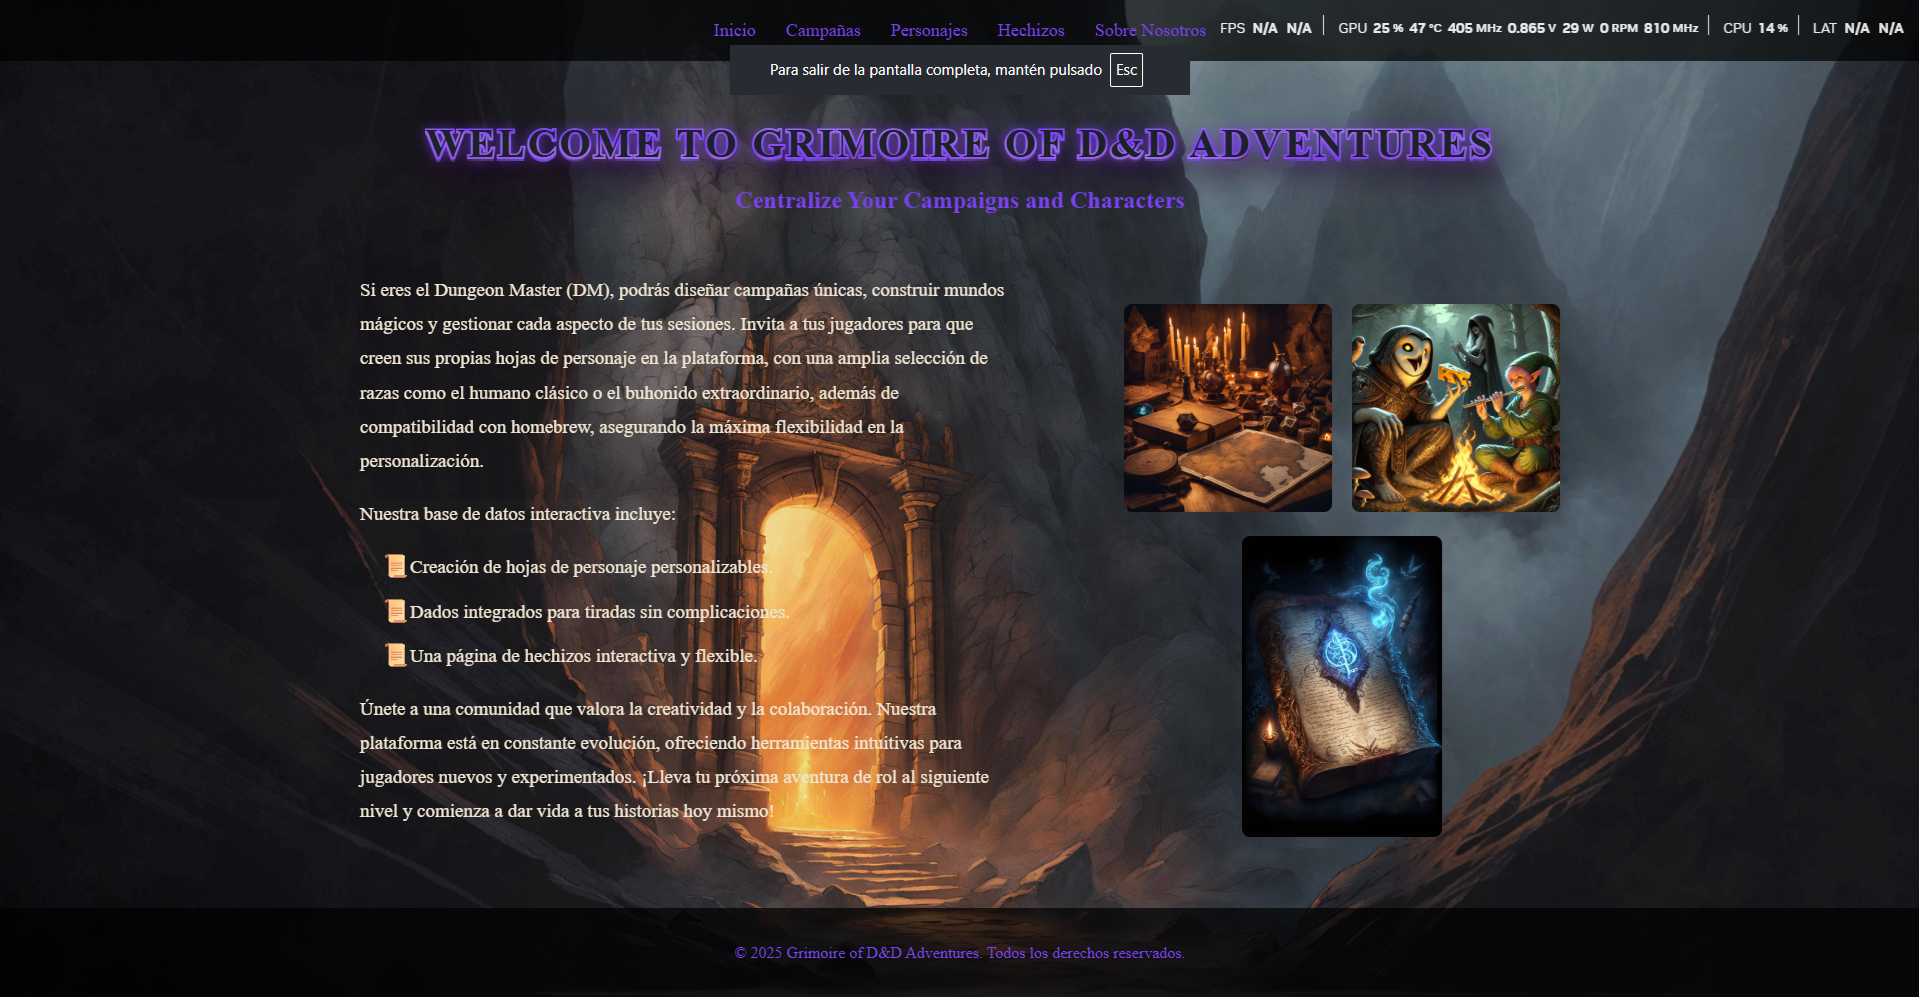 Inicio Campañas Personajes Hechizos Sobre Nosotros FPS N/A N/A GPU 25 % 47 °C 405 MHz 0.865 V 29 W 0 RPM 810 MHz CPU 14 % LAT N/A N/A
Para salir de la pantalla completa, mantén pulsado Esc
WELCOME TO GRIMOIRE OF D&D ADVENTURES
Centralize Your Campaigns and Characters
Si eres el Dungeon Master (DM), podrás diseñar campañas únicas, construir mundos
mágicos y gestionar cada aspecto de tus sesiones. Invita a tus jugadores para que
creen sus propias hojas de personaje en la plataforma, con una amplia selección de
razas como el humano clásico o el buhonido extraordinario, además de
compatibilidad con homebrew, asegurando la máxima flexibilidad en la
personalización.
Nuestra base de datos interactiva incluye:
Creación de hojas de personaje personalizables.
Dados integrados para tiradas sin complicaciones.
Una página de hechizos interactiva y flexible.
Únete a una comunidad que valora la creatividad y la colaboración. Nuestra
plataforma está en constante evolución, ofreciendo herramientas intuitivas para
jugadores nuevos y experimentados. ¡Lleva tu próxima aventura de rol al siguiente
nivel y comienza a dar vida a tus historias hoy mismo!
© 2025 Grimoire of D&D Adventures. Todos los derechos reservados.